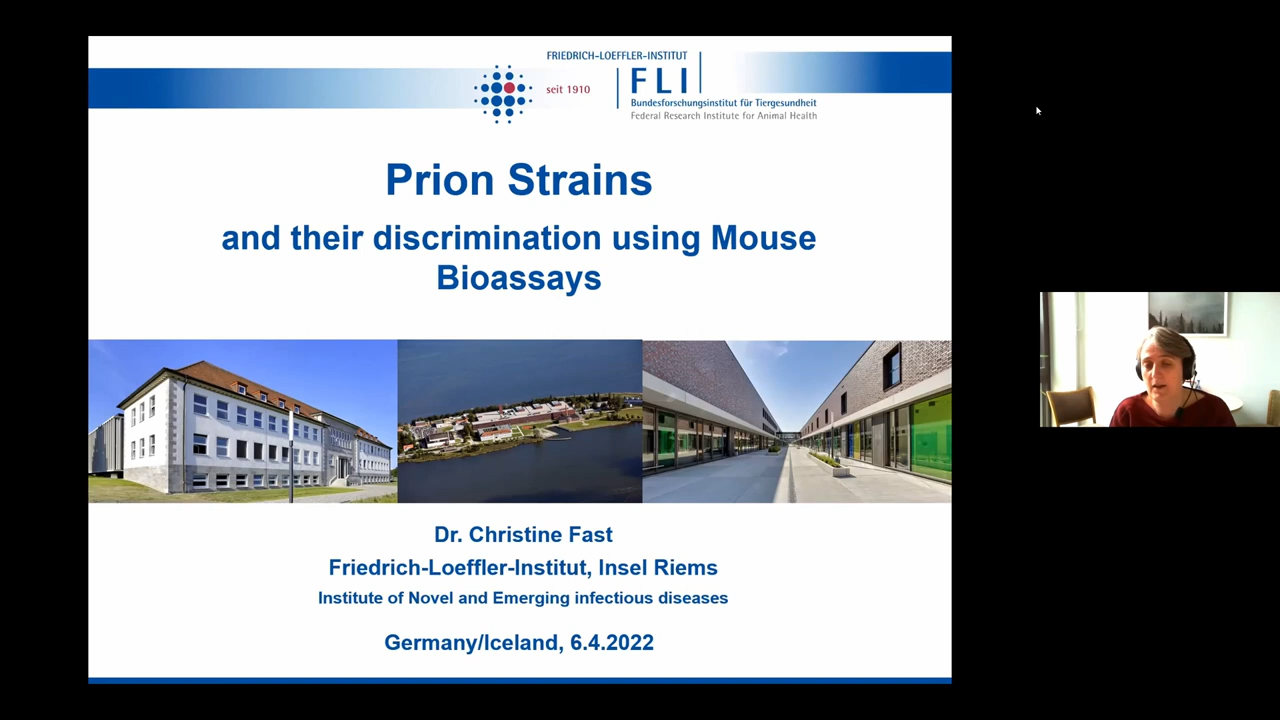 FRIEDRICH-LOEFFLER-INSTITUT
seit 1910
FLI
Bundesforschungsinstitut für Tiergesundheit
Federal Research Institute for Animal Health
Prion Strains
and their discrimination using Mouse
Bioassays
Dr. Christine Fast
Friedrich-Loeffler-Institut, Insel Riems
Institute of Novel and Emerging infectious diseases
Germany/Iceland, 6.4.2022